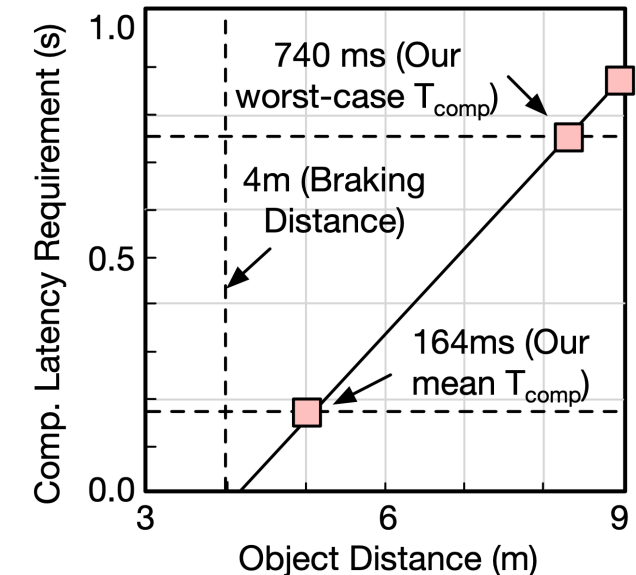 Comp. Latency Requirement (s)
1.0
0.5
0.0
740 ms (Our
worst-case Tcomp)
4m (Braking
Distance)
164ms (Our
mean Tcomp)
3
6
9
Object Distance (m)